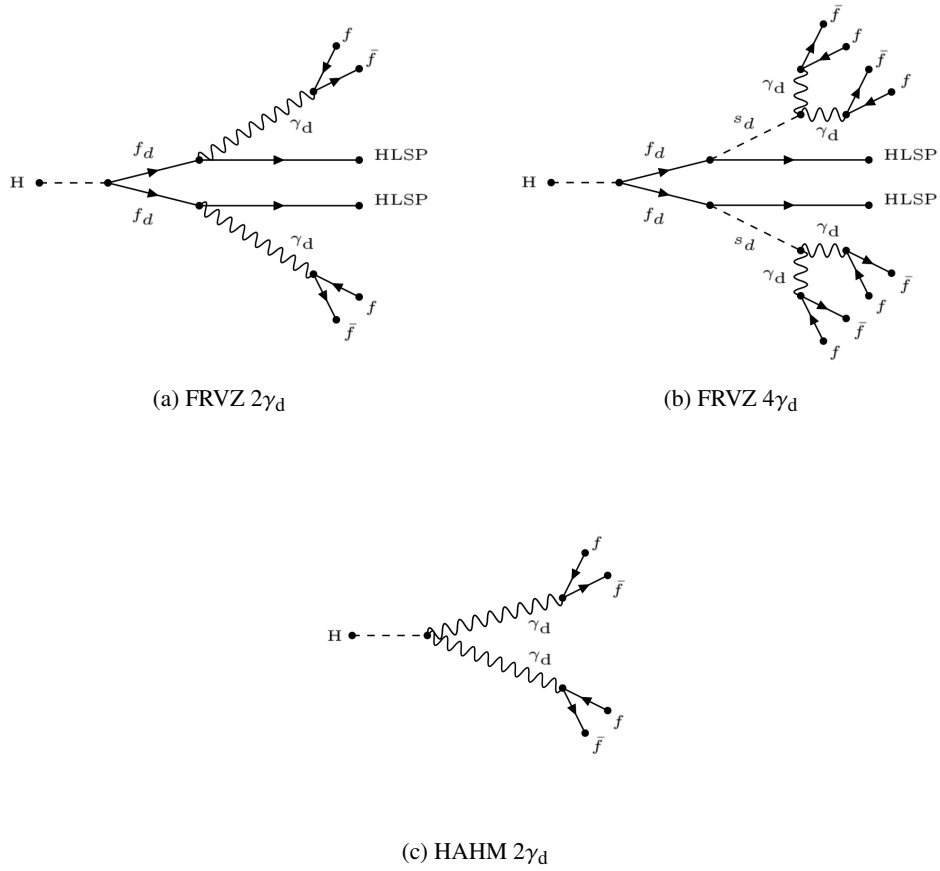 f
f̄
γd
fd
HLSP
H
HLSP
fd
γd
f
f̄
(a) FRVZ 2γd
f̄
f
f̄
f
γd
γd
sd
fd
HLSP
H
HLSP
fd
sd
γd
γd
f̄
f
f̄
f
(b) FRVZ 4γd
f
f̄
γd
H
γd
f
f̄
(c) HAHM 2γd